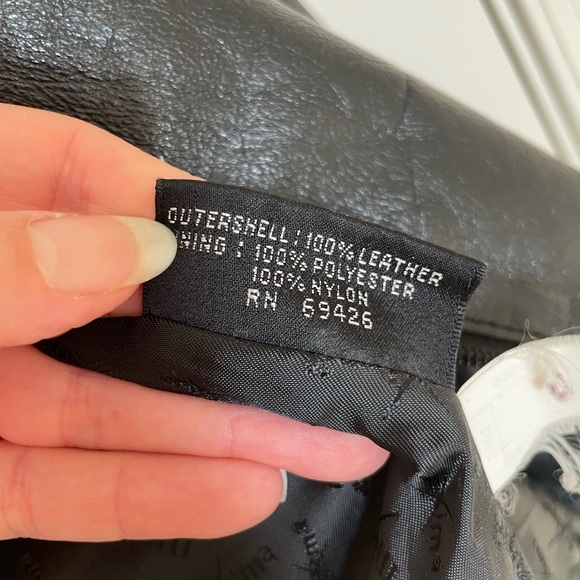 OUTERSHELL: 100% LEATHER
NING: 100% POLYESTER
100% NYLON
RN 69426